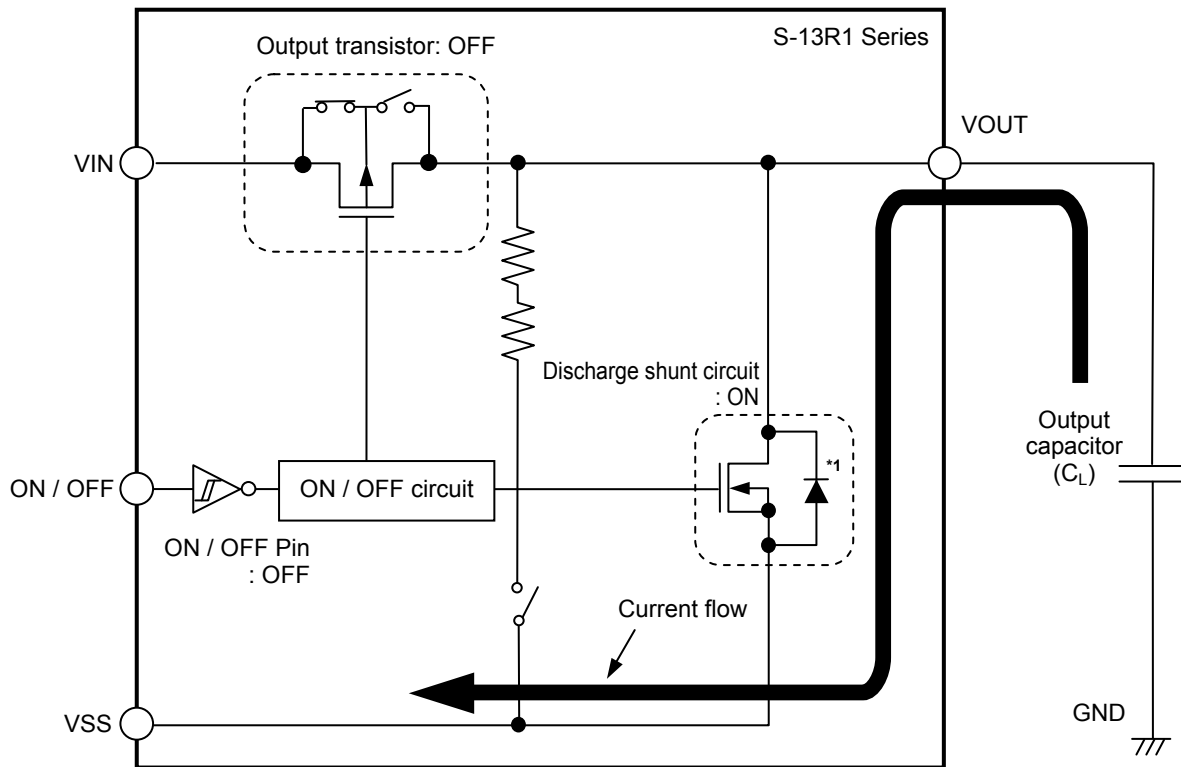 S-13R1 Series
Output transistor: OFF
VOUT
VIN
Discharge shunt circuit
: ON
*1
Output
capacitor
(CL)
ON / OFF
ON / OFF circuit
ON / OFF Pin
: OFF
Current flow
GND
VSS